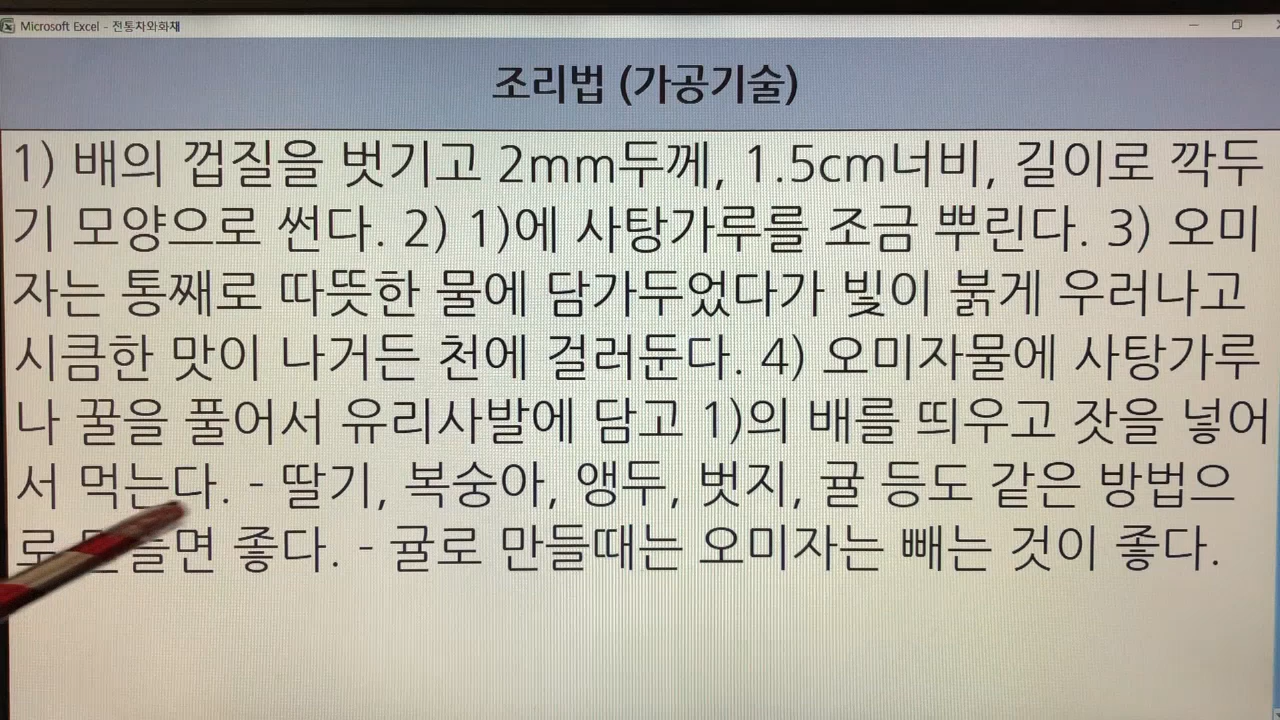 Microsoft Excel - 전통차와화채
조리법 (가공기술)
1) 배의 껍질을 벗기고 2mm두께, 1.5cm너비, 길이로 깍두
기 모양으로 썬다. 2) 1)에 사탕가루를 조금 뿌린다. 3) 오미
자는 통째로 따뜻한 물에 담가두었다가 빛이 붉게 우러나고
시큼한 맛이 나거든 천에 걸러둔다. 4) 오미자물에 사탕가루
나 꿀을 풀어서 유리사발에 담고 1)의 배를 띄우고 잣을 넣어
서 먹는다. - 딸기, 복숭아, 앵두, 벗지, 귤 등도 같은 방법으
로 만들면 좋다. - 귤로 만들때는 오미자는 빼는 것이 좋다.